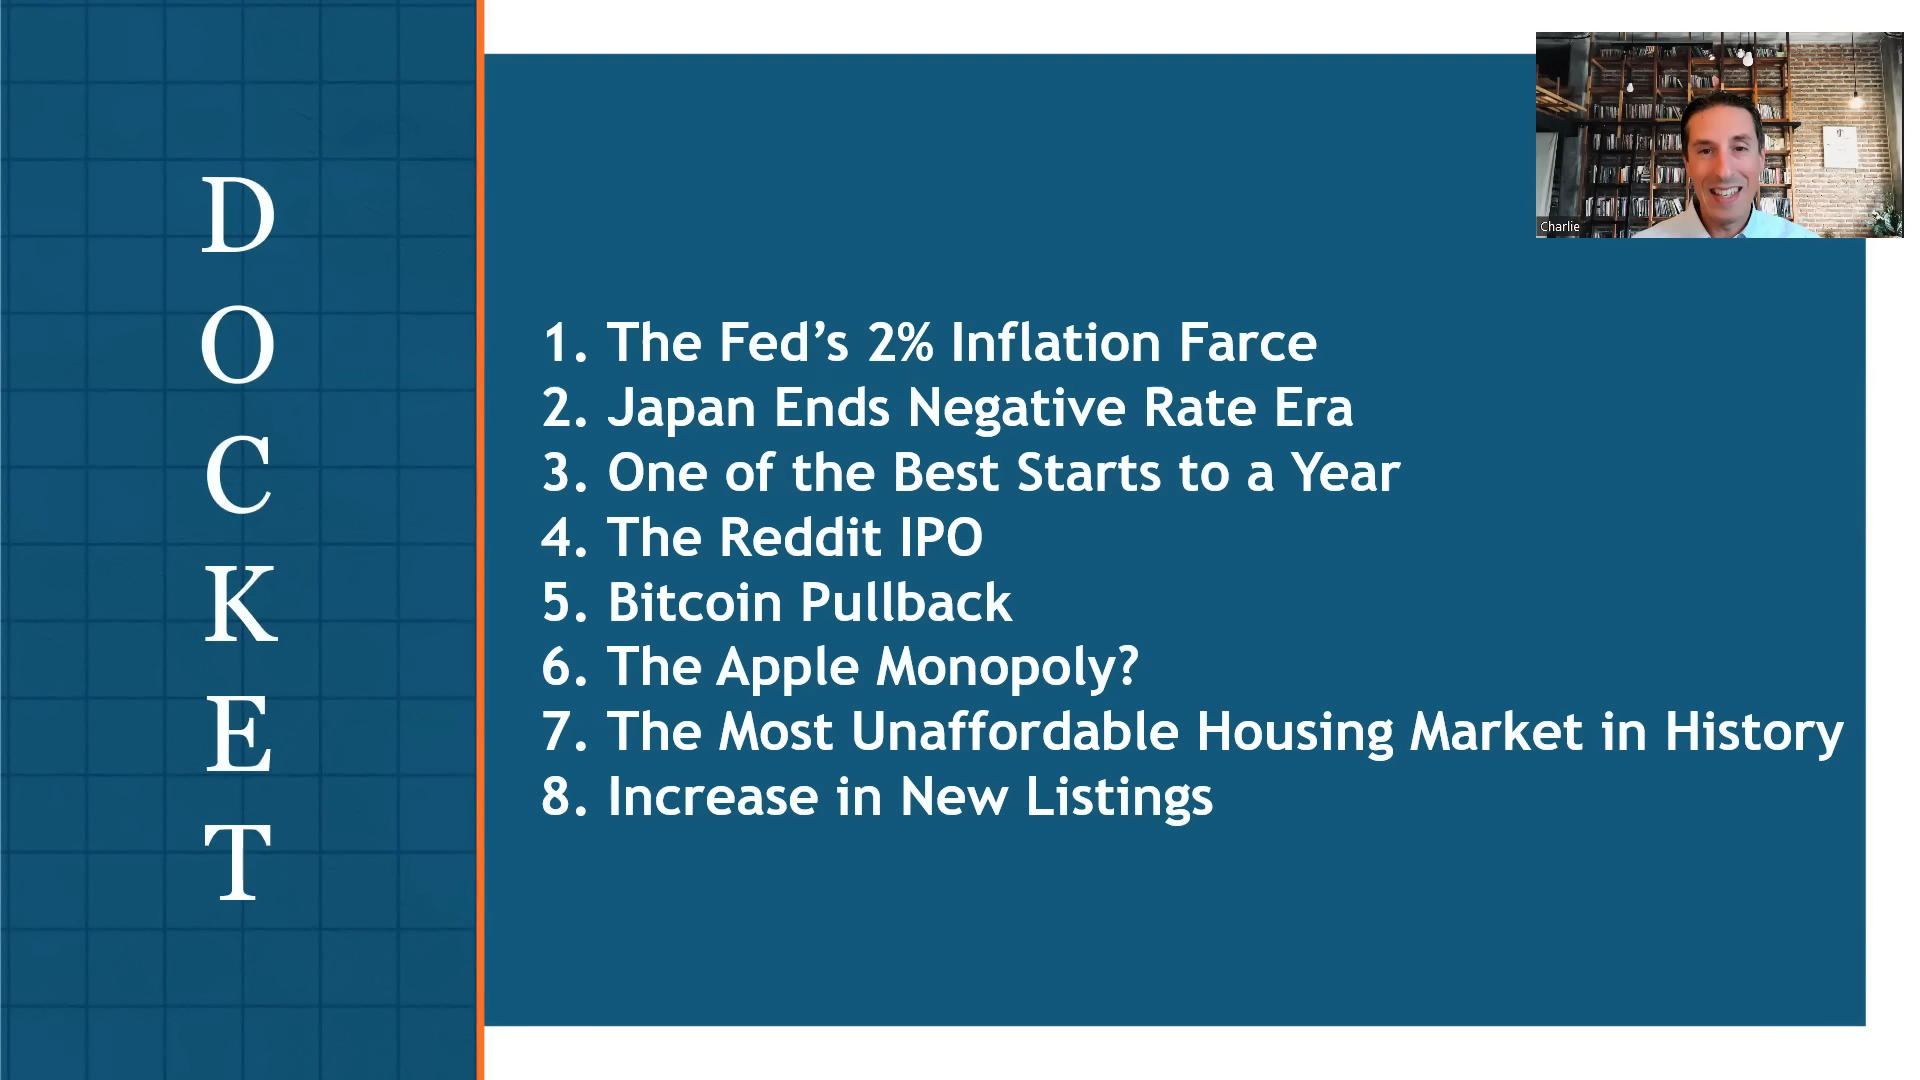 DOCKET
1. The Fed’s 2% Inflation Farce
2. Japan Ends Negative Rate Era
3. One of the Best Starts to a Year
4. The Reddit IPO
5. Bitcoin Pullback
6. The Apple Monopoly?
7. The Most Unaffordable Housing Market in History
8. Increase in New Listings
Charlie